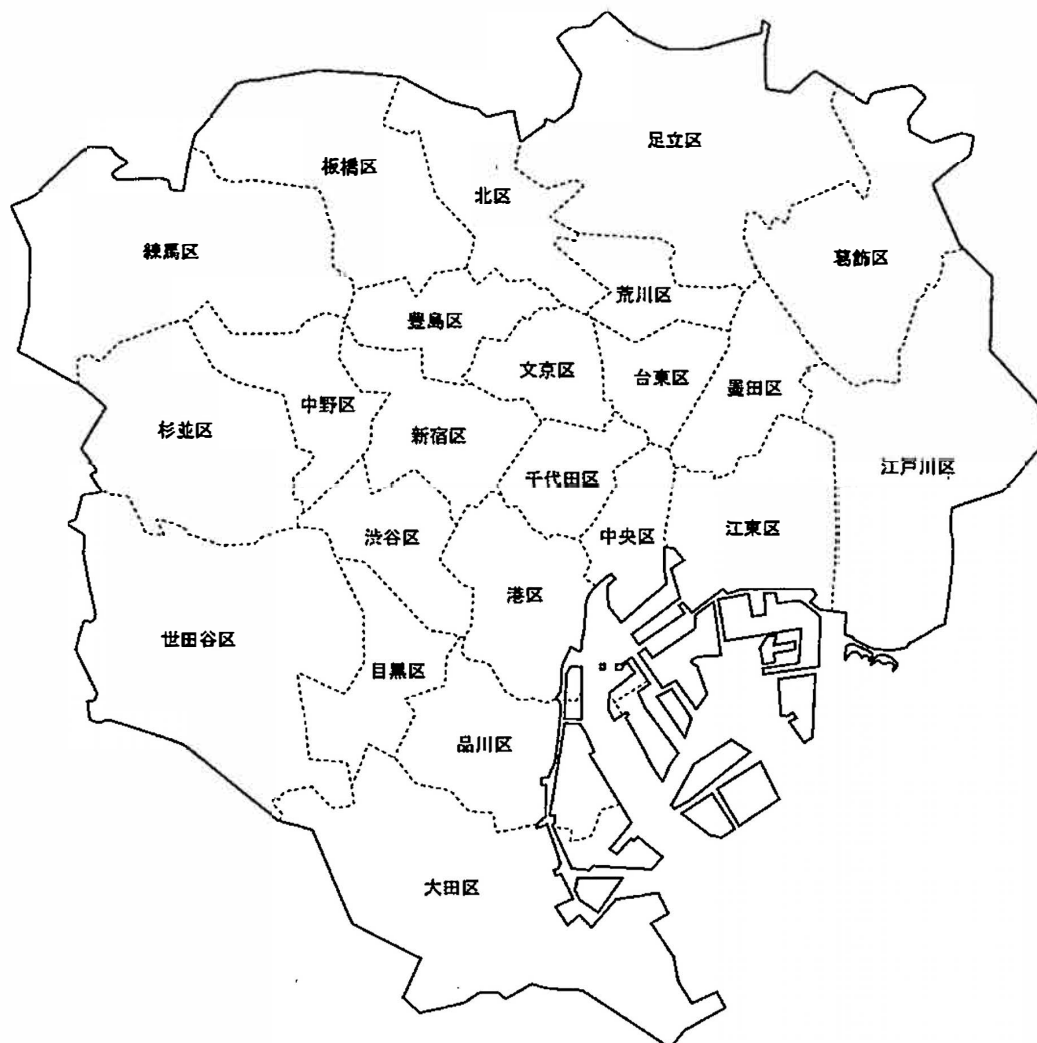 足立区
板橋区
北区
練馬区
葛飾区
荒川区
豊島区
文京区
台東区
墨田区
中野区
杉並区
新宿区
江戸川区
千代田区
渋谷区
中央区
江東区
港区
世田谷区
目黒区
品川区
大田区